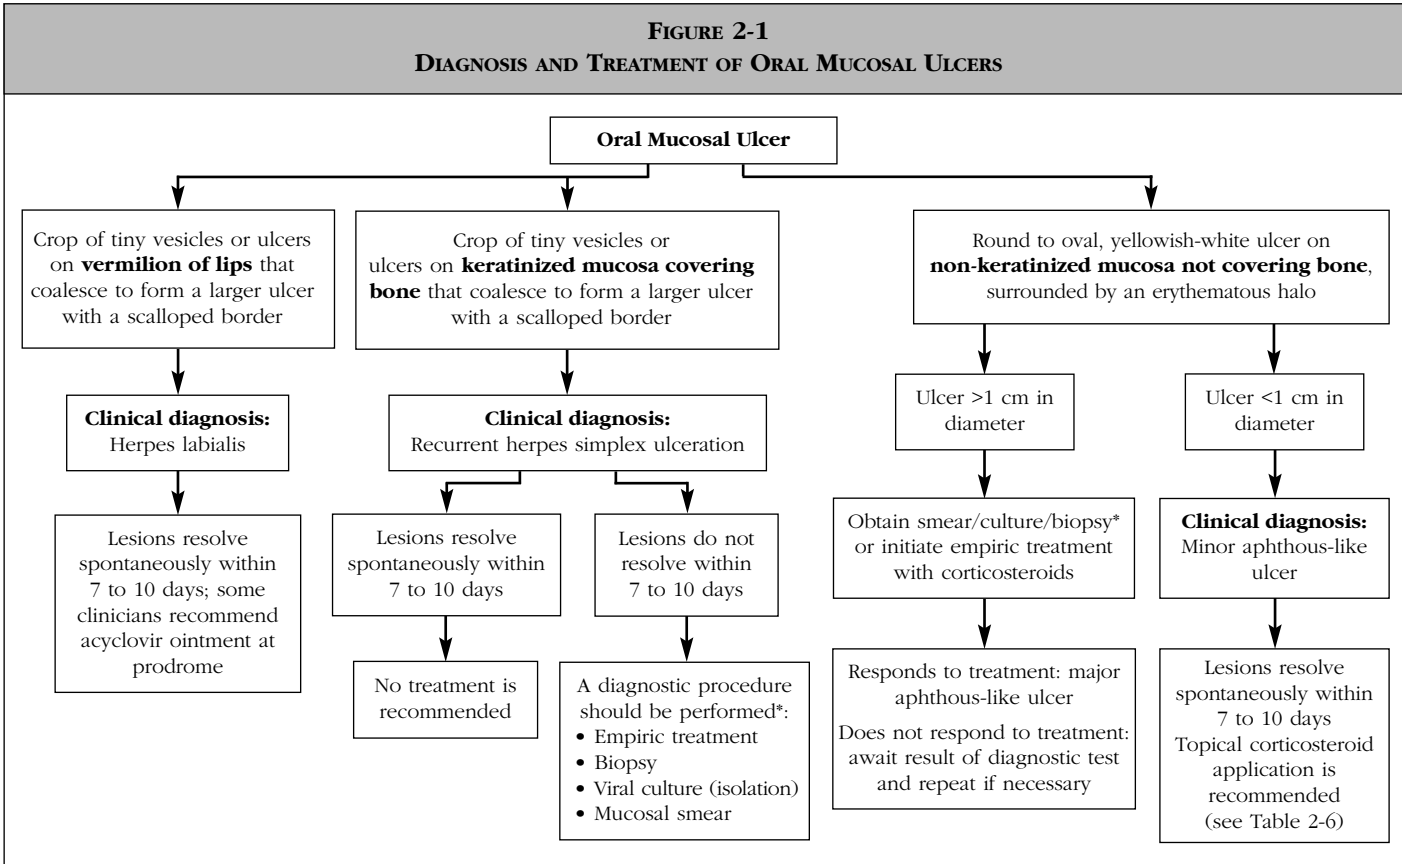 FIGURE 2-1
DIAGNOSIS AND TREATMENT OF ORAL MUCOSAL ULCERS
Oral Mucosal Ulcer
Crop of tiny vesicles or ulcers
on vermilion of lips that
coalesce to form a larger ulcer
with a scalloped border
Crop of tiny vesicles or
ulcers on keratinized mucosa covering
bone that coalesce to form a larger ulcer
with a scalloped border
Round to oval, yellowish-white ulcer on
non-keratinized mucosa not covering bone,
surrounded by an erythematous halo
Clinical diagnosis:
Herpes labialis
Clinical diagnosis:
Recurrent herpes simplex ulceration
Ulcer >1 cm in
diameter
Ulcer <1 cm in
diameter
Lesions resolve
spontaneously within
7 to 10 days; some
clinicians recommend
acyclovir ointment at
prodrome
Lesions resolve
spontaneously within
7 to 10 days
Lesions do not
resolve within
7 to 10 days
Obtain smear/culture/biopsy*
or initiate empiric treatment
with corticosteroids
Clinical diagnosis:
Minor aphthous-like
ulcer
No treatment is
recommended
A diagnostic procedure
should be performed*:
• Empiric treatment
• Biopsy
• Viral culture (isolation)
• Mucosal smear
Responds to treatment: major
aphthous-like ulcer
Does not respond to treatment:
await result of diagnostic test
and repeat if necessary
Lesions resolve
spontaneously within
7 to 10 days
Topical corticosteroid
application is
recommended
(see Table 2-6)